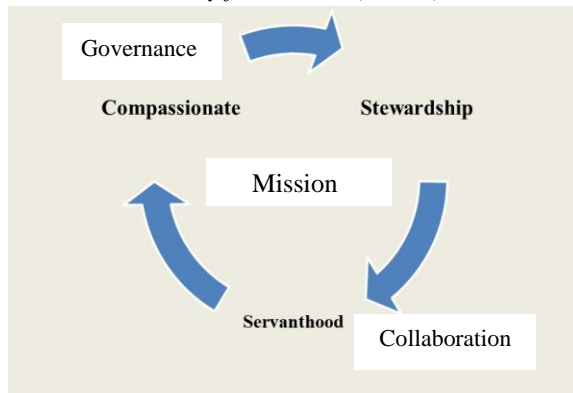 Governance
Compassionate
Stewardship
Mission
Servanthood
Collaboration